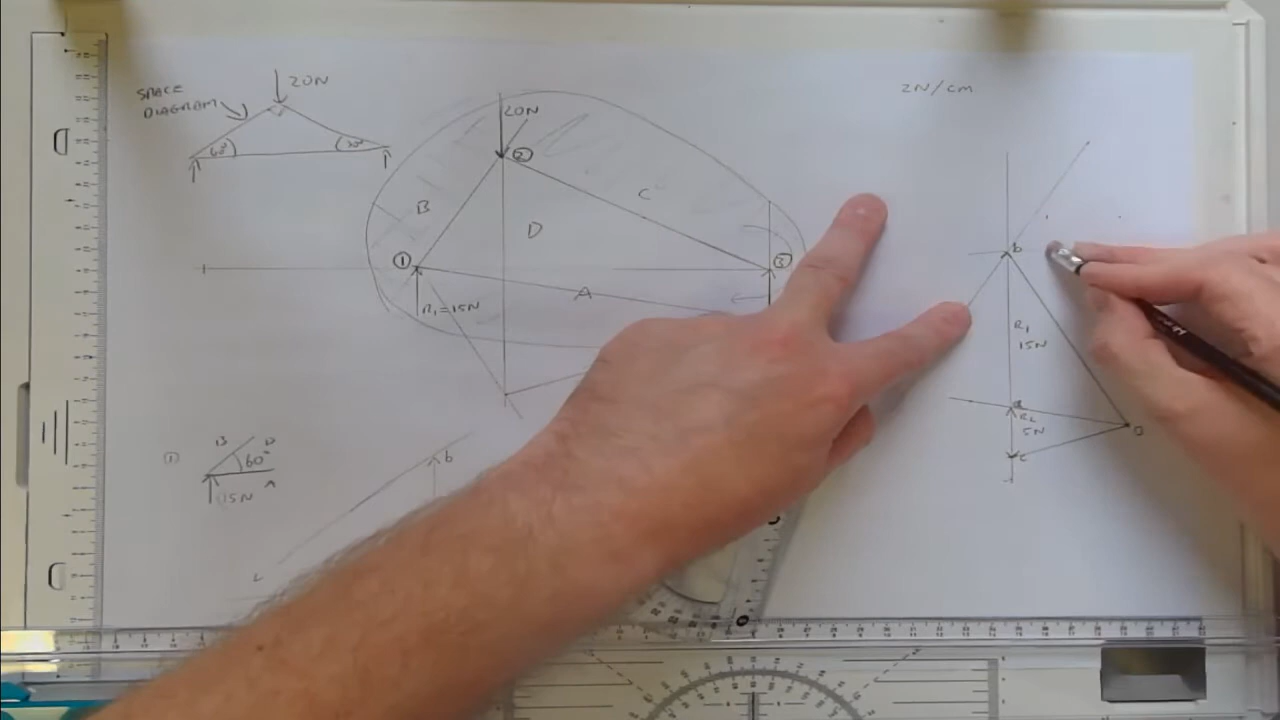 SPACE
DIAGRAM
20N
60°
30°
20N
②
B
C
D
①
③
R₁=15N
A
2N/cm
b
R₁
15N
a
R₂
5N
c
o
①
B
D
60°
15N
A
b